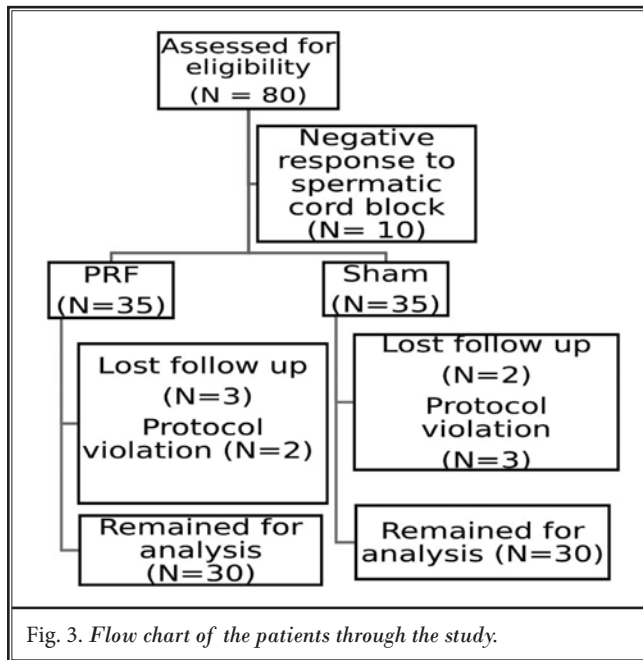 Assessed for
eligibility
(N = 80)
Negative
response to
spermatic
cord block
(N= 10)
PRF
(N=35)
Sham
(N=35)
Lost follow up
(N=3)
Protocol
violation (N=2)
Lost follow up
(N=2)
Protocol
violation
(N=3)
Remained for
analysis
(N=30)
Remained for
analysis (N=30)
Fig. 3. Flow chart of the patients through the study.